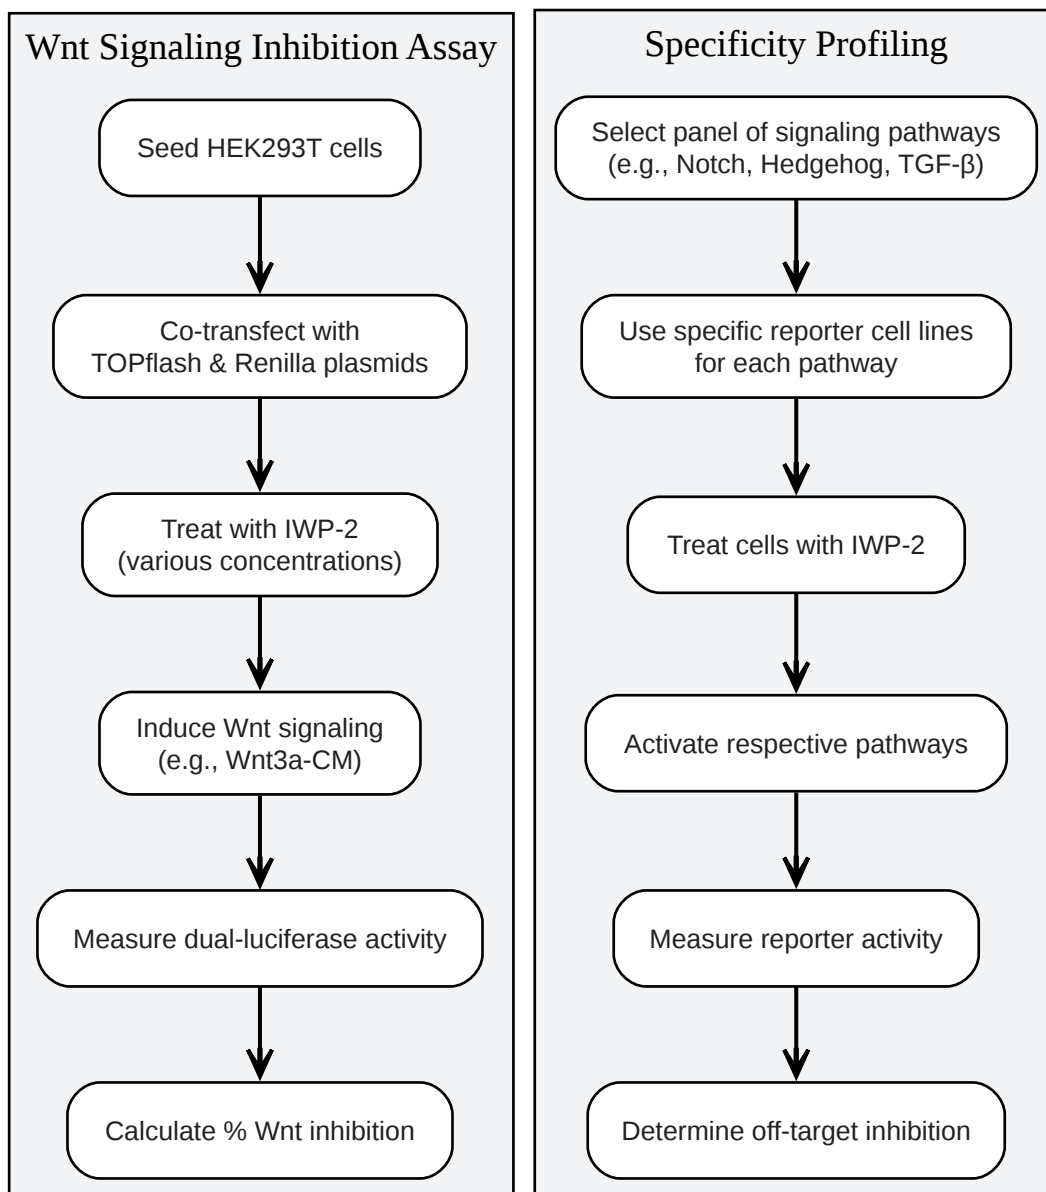 Wnt Signaling Inhibition Assay
Seed HEK293T cells
Co-transfect with
TOPflash & Renilla plasmids
Treat with IWP-2
(various concentrations)
Induce Wnt signaling
(e.g., Wnt3a-CM)
Measure dual-luciferase activity
Calculate % Wnt inhibition
Specificity Profiling
Select panel of signaling pathways
(e.g., Notch, Hedgehog, TGF-β)
Use specific reporter cell lines
for each pathway
Treat cells with IWP-2
Activate respective pathways
Measure reporter activity
Determine off-target inhibition